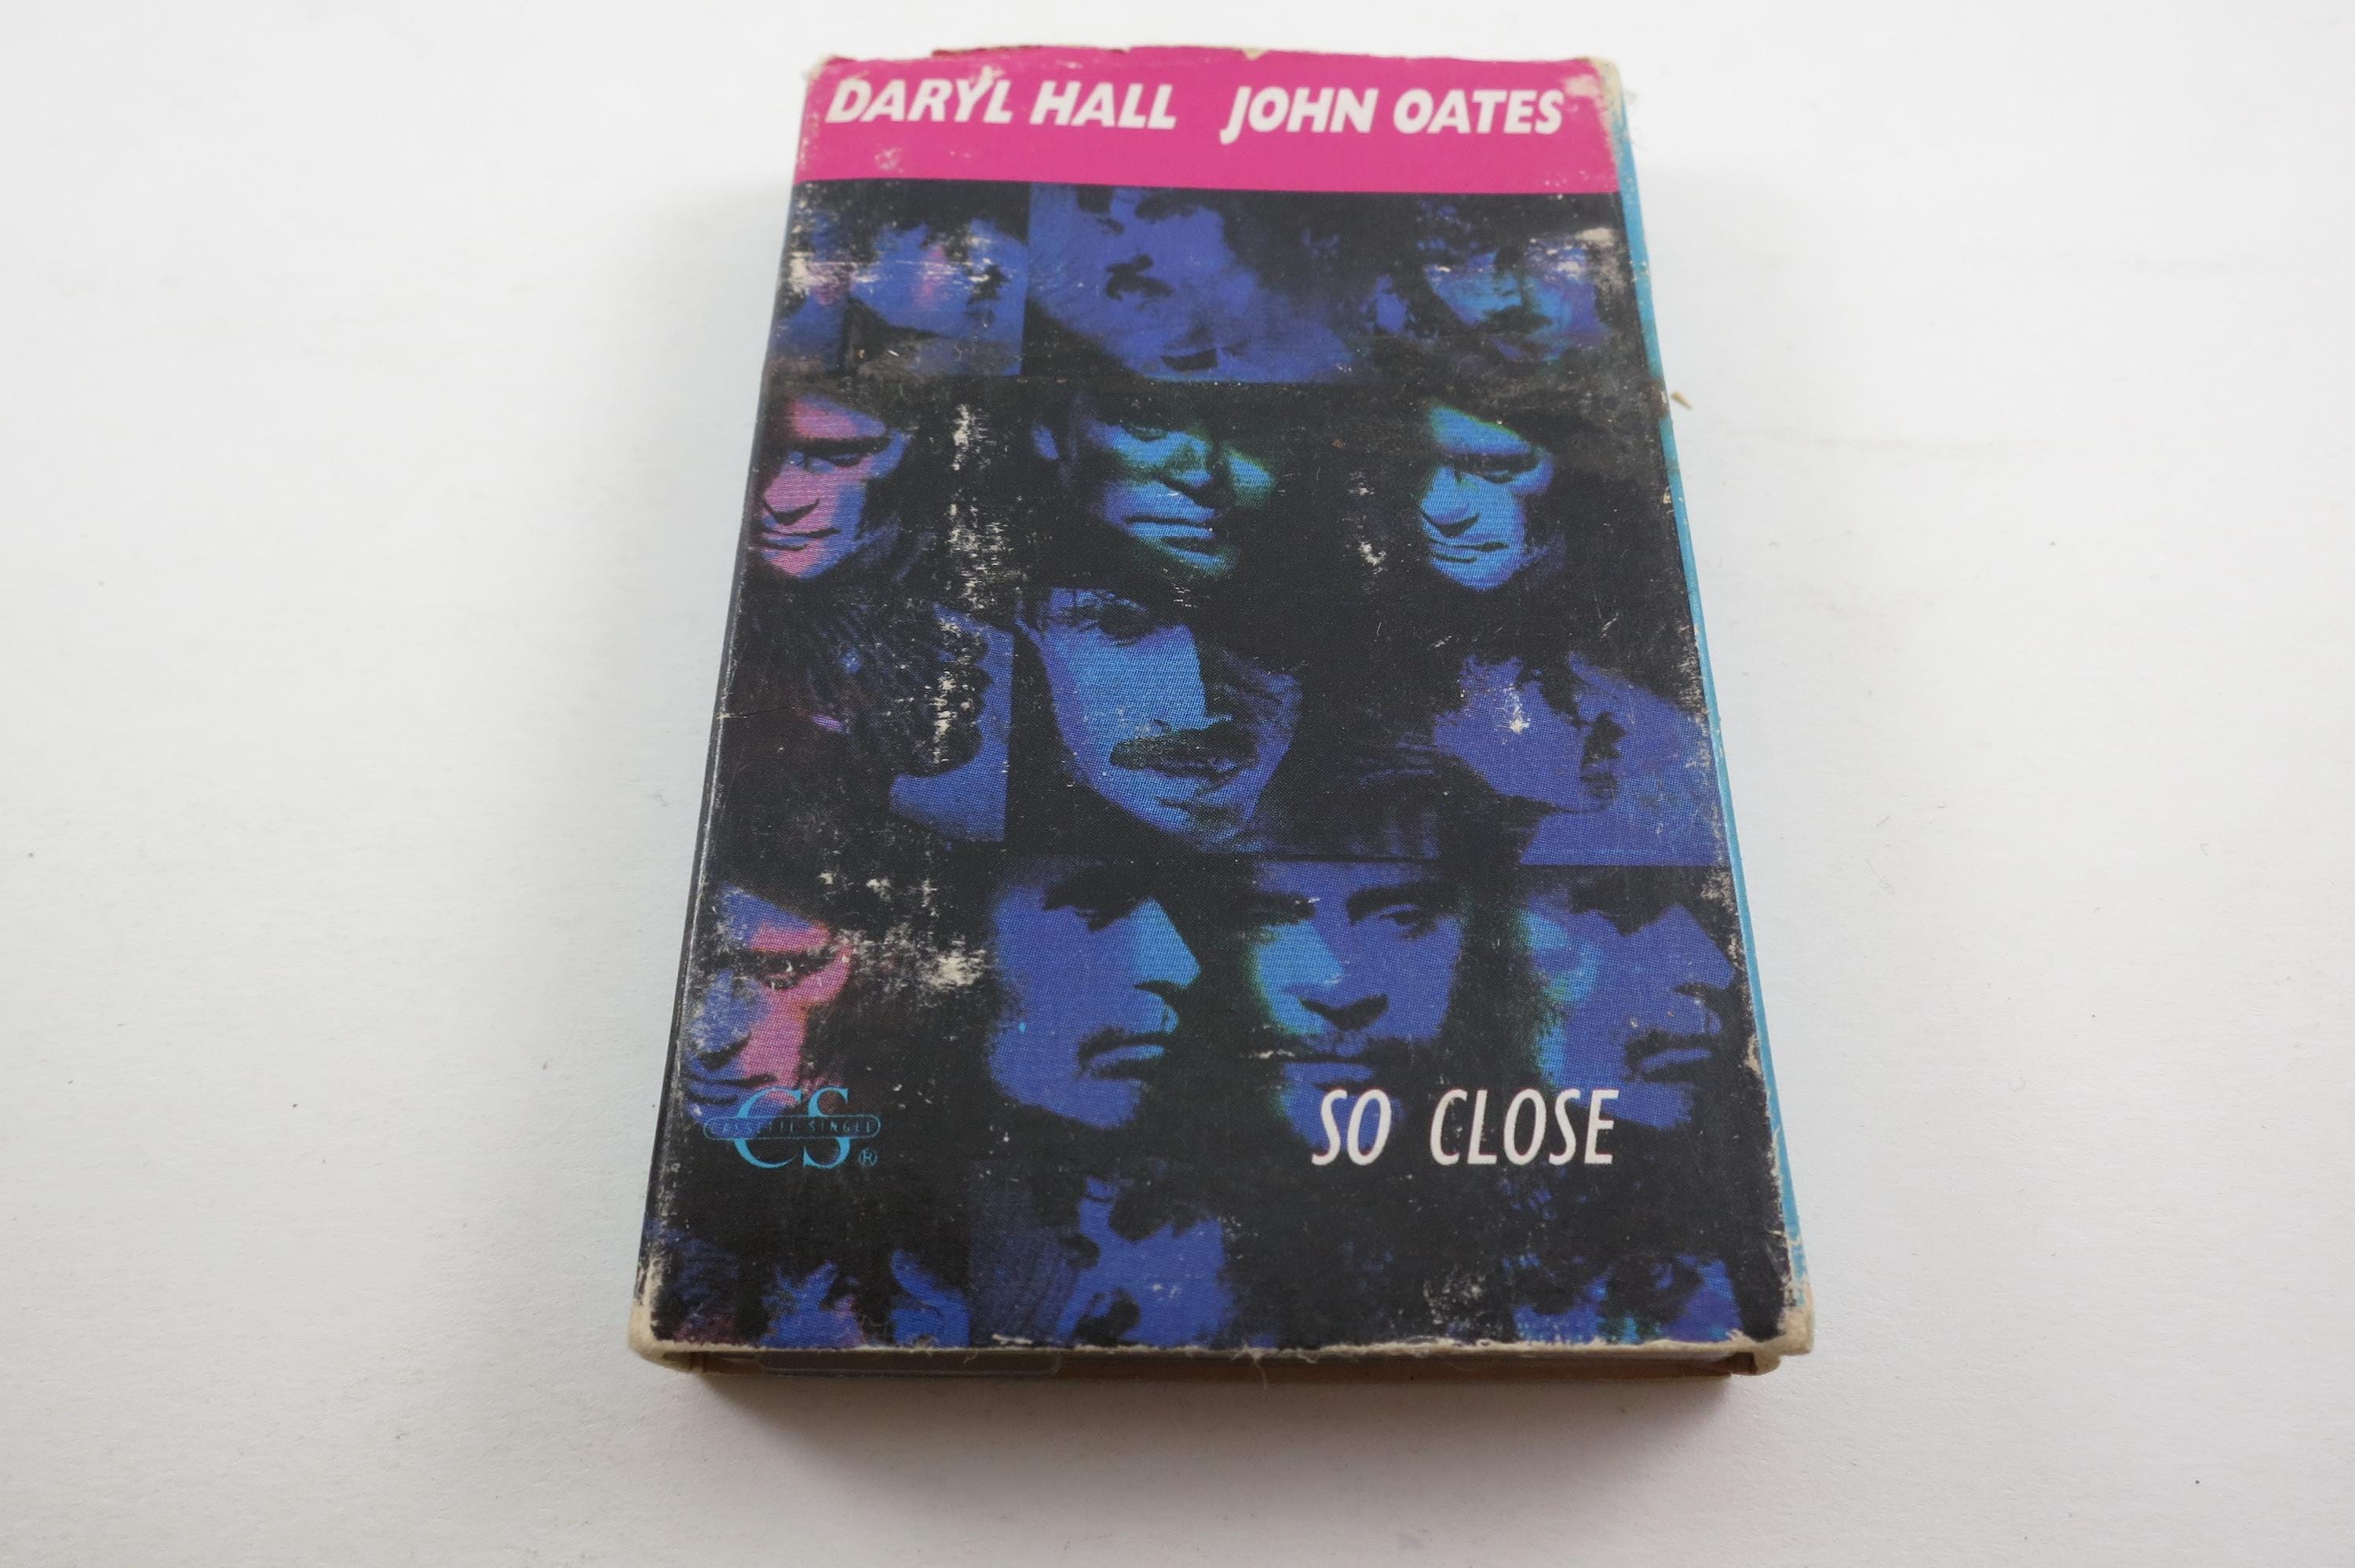 DARYL HALL JOHN OATES
CS
CASSETTE SINGLE
®
SO CLOSE